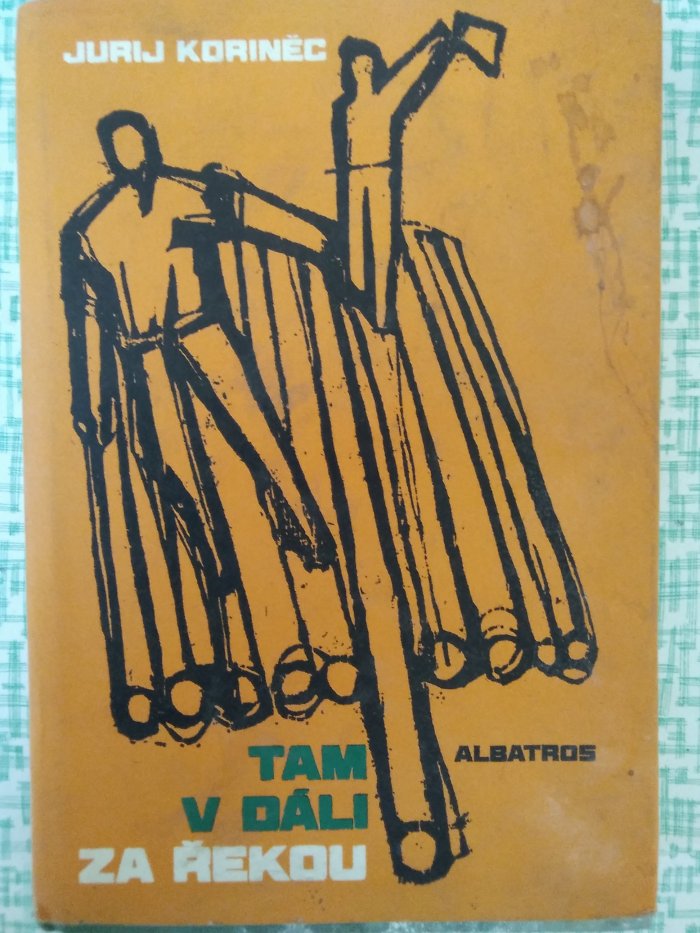 JURIJ KORINĚC
TAM
ALBATROS
V DÁLI
ZA ŘEKOU